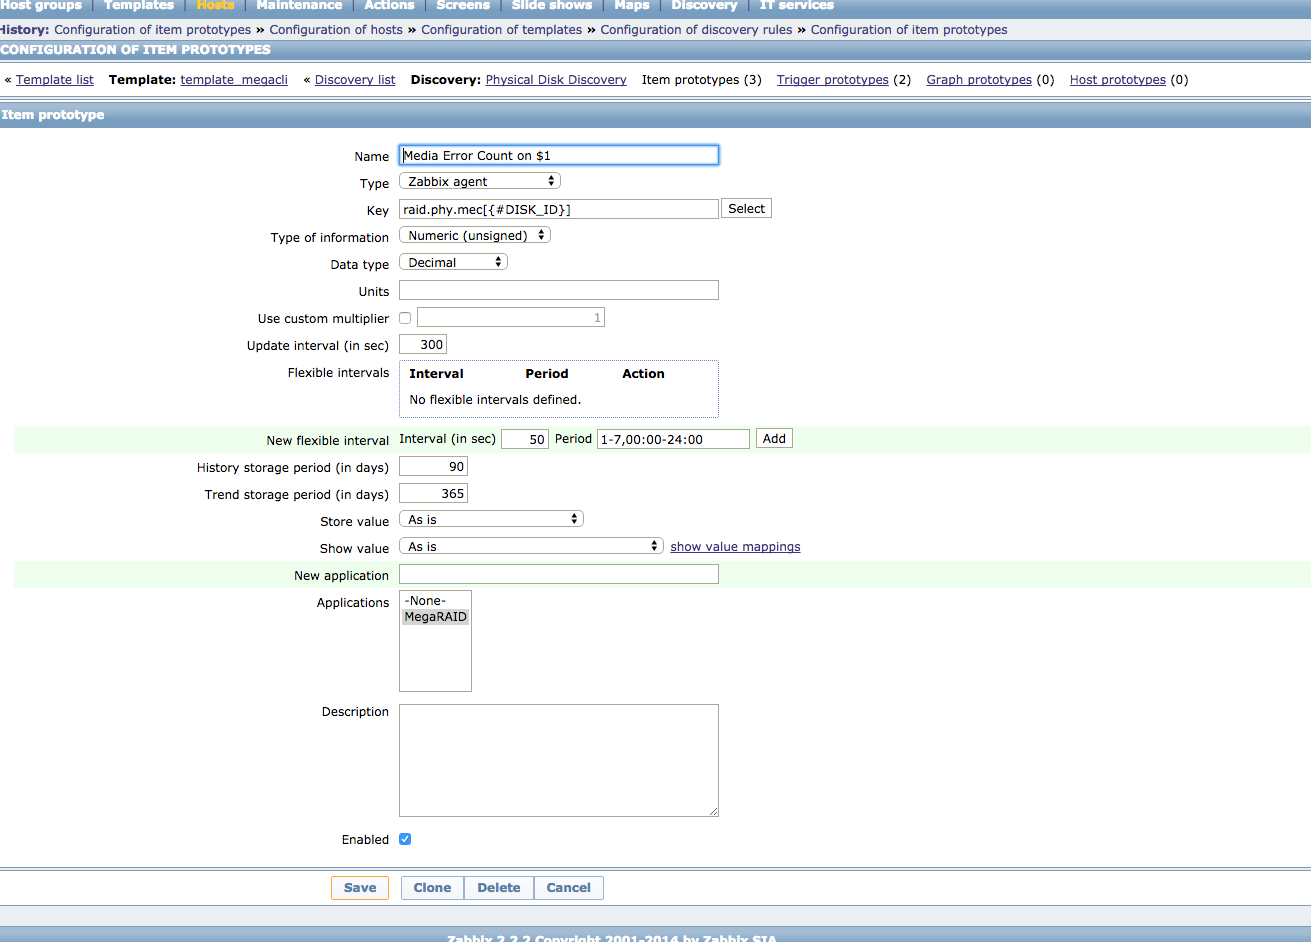 Host groups | Templates | Hosts | Maintenance | Actions | Screens | Slide shows | Maps | Discovery | IT services
History: Configuration of item prototypes » Configuration of hosts » Configuration of templates » Configuration of discovery rules » Configuration of item prototypes
CONFIGURATION OF ITEM PROTOTYPES
« Template list Template: template_megacli « Discovery list Discovery: Physical Disk Discovery Item prototypes (3) Trigger prototypes (2) Graph prototypes (0) Host prototypes (0)
Item prototype
Name Media Error Count on $1
Type Zabbix agent
Key raid.phy.mec[{#DISK_ID}] Select
Type of information Numeric (unsigned)
Data type Decimal
Units
Use custom multiplier 1
Update interval (in sec) 300
Flexible intervals Interval Period Action
No flexible intervals defined.
New flexible interval Interval (in sec) 50 Period 1-7,00:00-24:00 Add
History storage period (in days) 90
Trend storage period (in days) 365
Store value As is
Show value As is show value mappings
New application
Applications -None-
MegaRAID
Description
Enabled
Save Clone Delete Cancel
Zabbix 2.2.2 Copyright 2001-2014 by Zabbix SIA